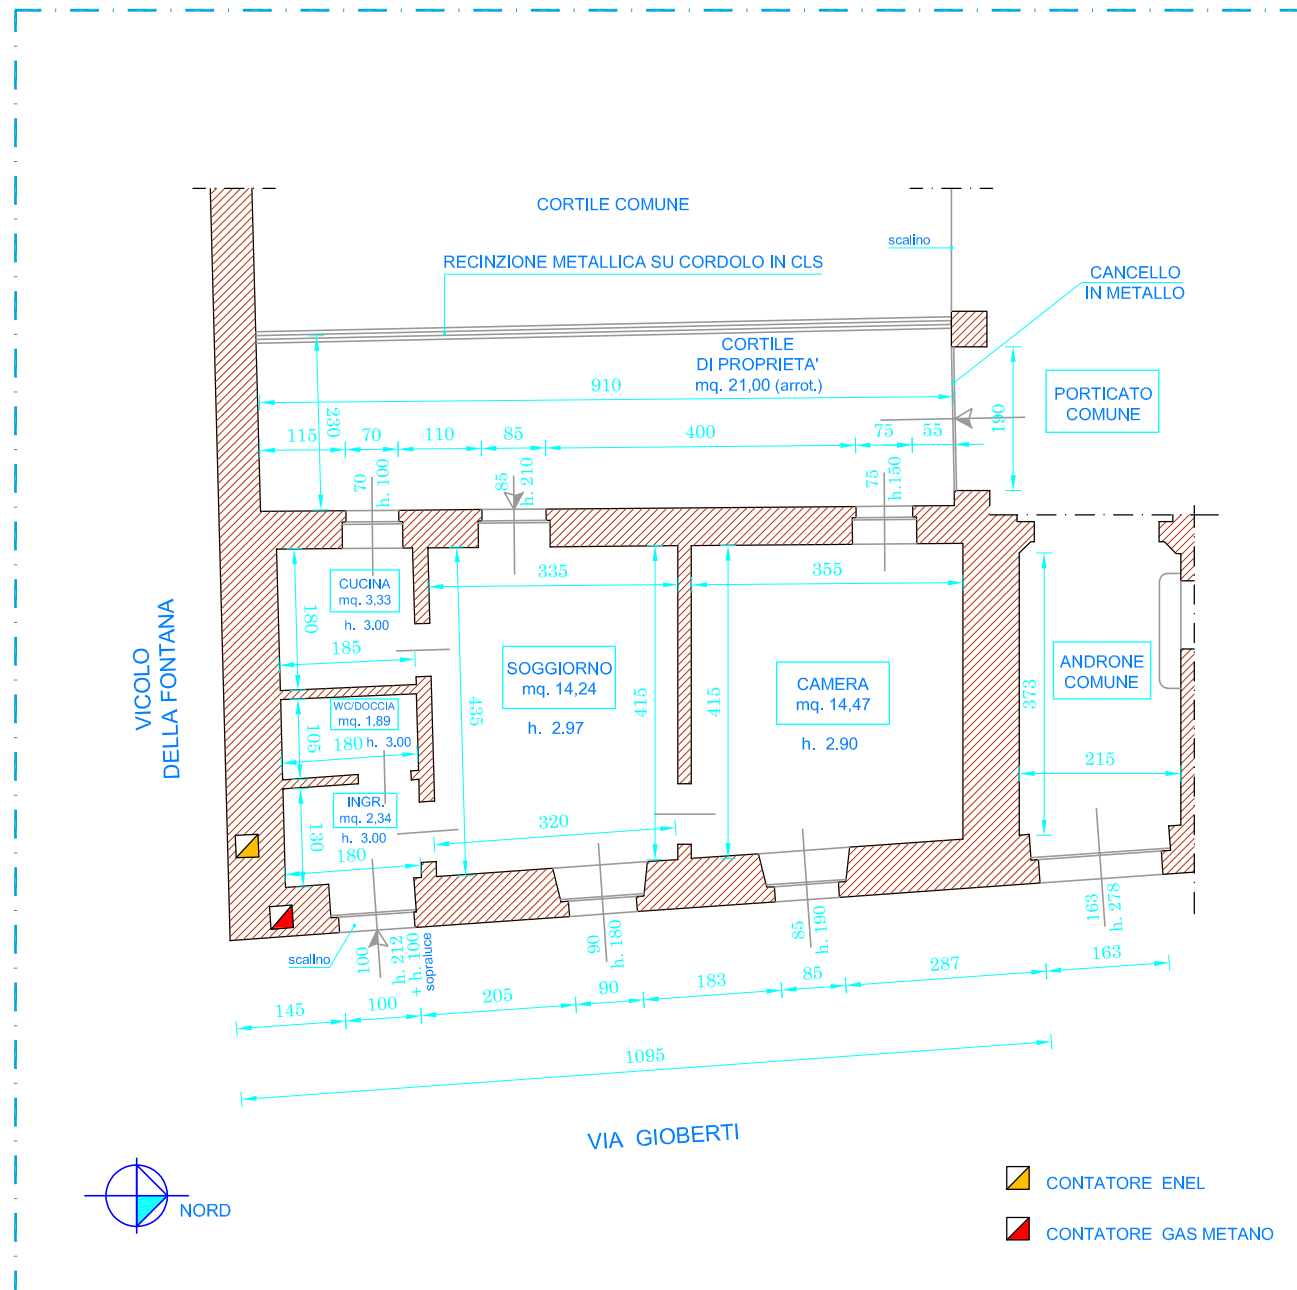 CORTILE COMUNE
scalino
RECINZIONE METALLICA SU CORDOLO IN CLS
CANCELLO
IN METALLO
CORTILE
DI PROPRIETA'
mq. 21,00 (arrot.)
910
230
190
PORTICATO
COMUNE
115
70
110
85
400
75
55
70
h. 100
85
h. 210
75
h.150
CUCINA
mq. 3,33
h. 3.00
180
185
335
355
SOGGIORNO
mq. 14,24
h. 2.97
435
415
415
CAMERA
mq. 14,47
h. 2.90
373
ANDRONE
COMUNE
215
VICOLO
DELLA FONTANA
WC/DOCCIA
mq. 1,89
h. 3.00
105
180
INGR.
mq. 2,34
h. 3.00
130
180
320
scalino
100
h. 212
+ h. 100
sopraluce
90
h. 180
85
h. 190
163
h. 278
145
100
205
90
183
85
287
163
1095
VIA GIOBERTI
NORD
CONTATORE ENEL
CONTATORE GAS METANO